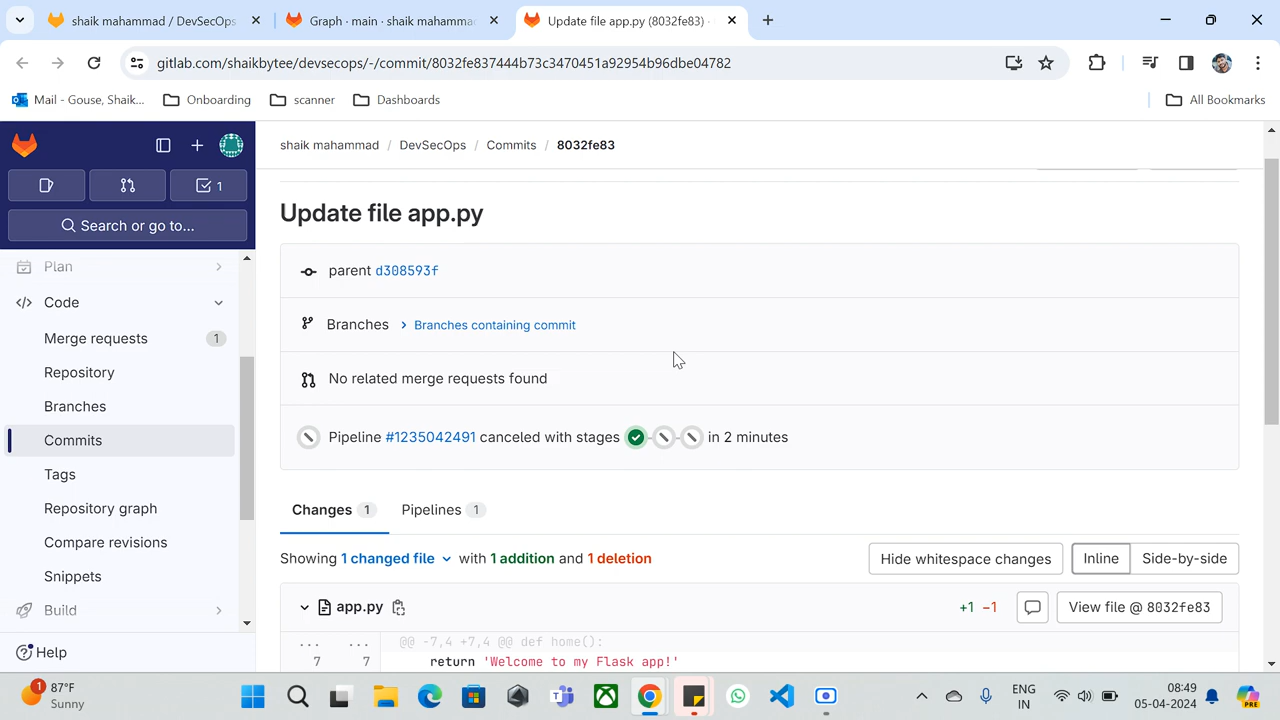 shaik mahammad / DevSecOps
Graph · main · shaik mahamma
Update file app.py (8032fe83) ·
gitlab.com/shaikbytee/devsecops/-/commit/8032fe837444b73c3470451a92954b96dbe04782
Mail - Gouse, Shaik...
Onboarding
scanner
Dashboards
All Bookmarks
1
Search or go to...
Plan
Code
Merge requests 1
Repository
Branches
Commits
Tags
Repository graph
Compare revisions
Snippets
Build
Help
shaik mahammad / DevSecOps / Commits / 8032fe83
Update file app.py
parent d308593f
Branches > Branches containing commit
No related merge requests found
Pipeline #1235042491 canceled with stages in 2 minutes
Changes 1 Pipelines 1
Showing 1 changed file with 1 addition and 1 deletion
Hide whitespace changes Inline Side-by-side
app.py +1 −1 View file @ 8032fe83
... ... @@ -7,4 +7,4 @@ def home():
7 7 return 'Welcome to my Flask app!'
1
87°F
Sunny
PRE
ENG
IN
08:49
05-04-2024